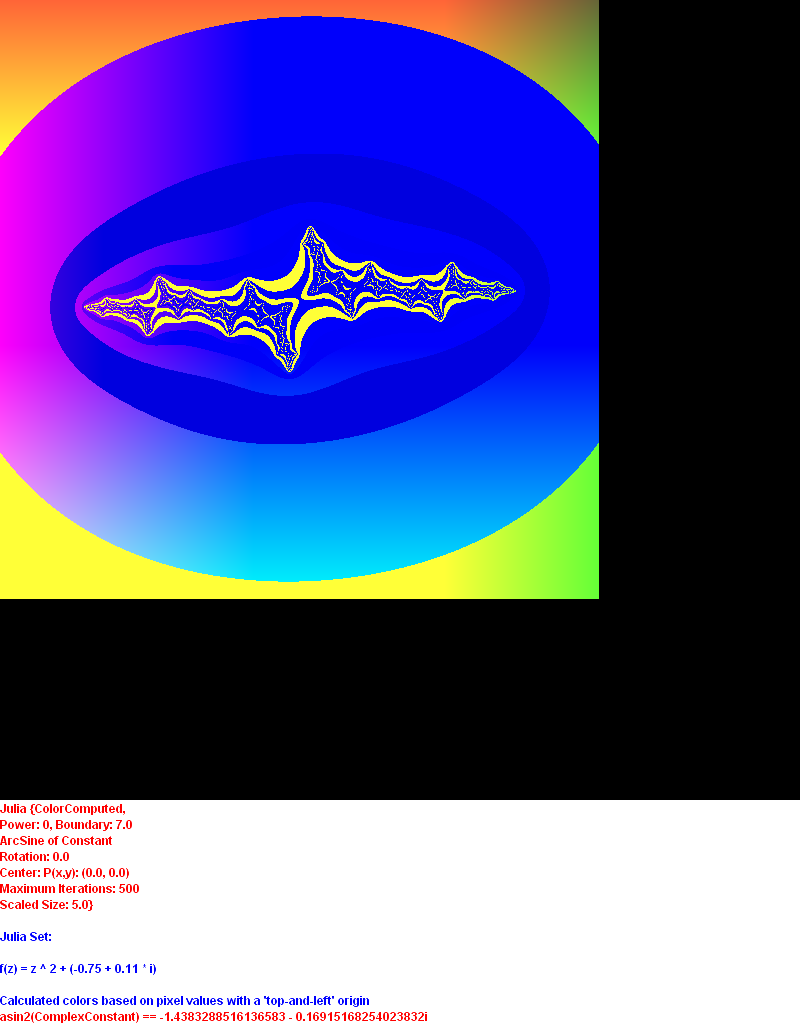 Julia {ColorComputed,
Power: 0, Boundary: 7.0
ArcSine of Constant
Rotation: 0.0
Center: P(x,y): (0.0, 0.0)
Maximum Iterations: 500
Scaled Size: 5.0}
Julia Set:
f(z) = z ^ 2 + (-0.75 + 0.11 * i)
Calculated colors based on pixel values with a 'top-and-left' origin
asin2(ComplexConstant) == -1.4383288516136583 - 0.16915168254023832i